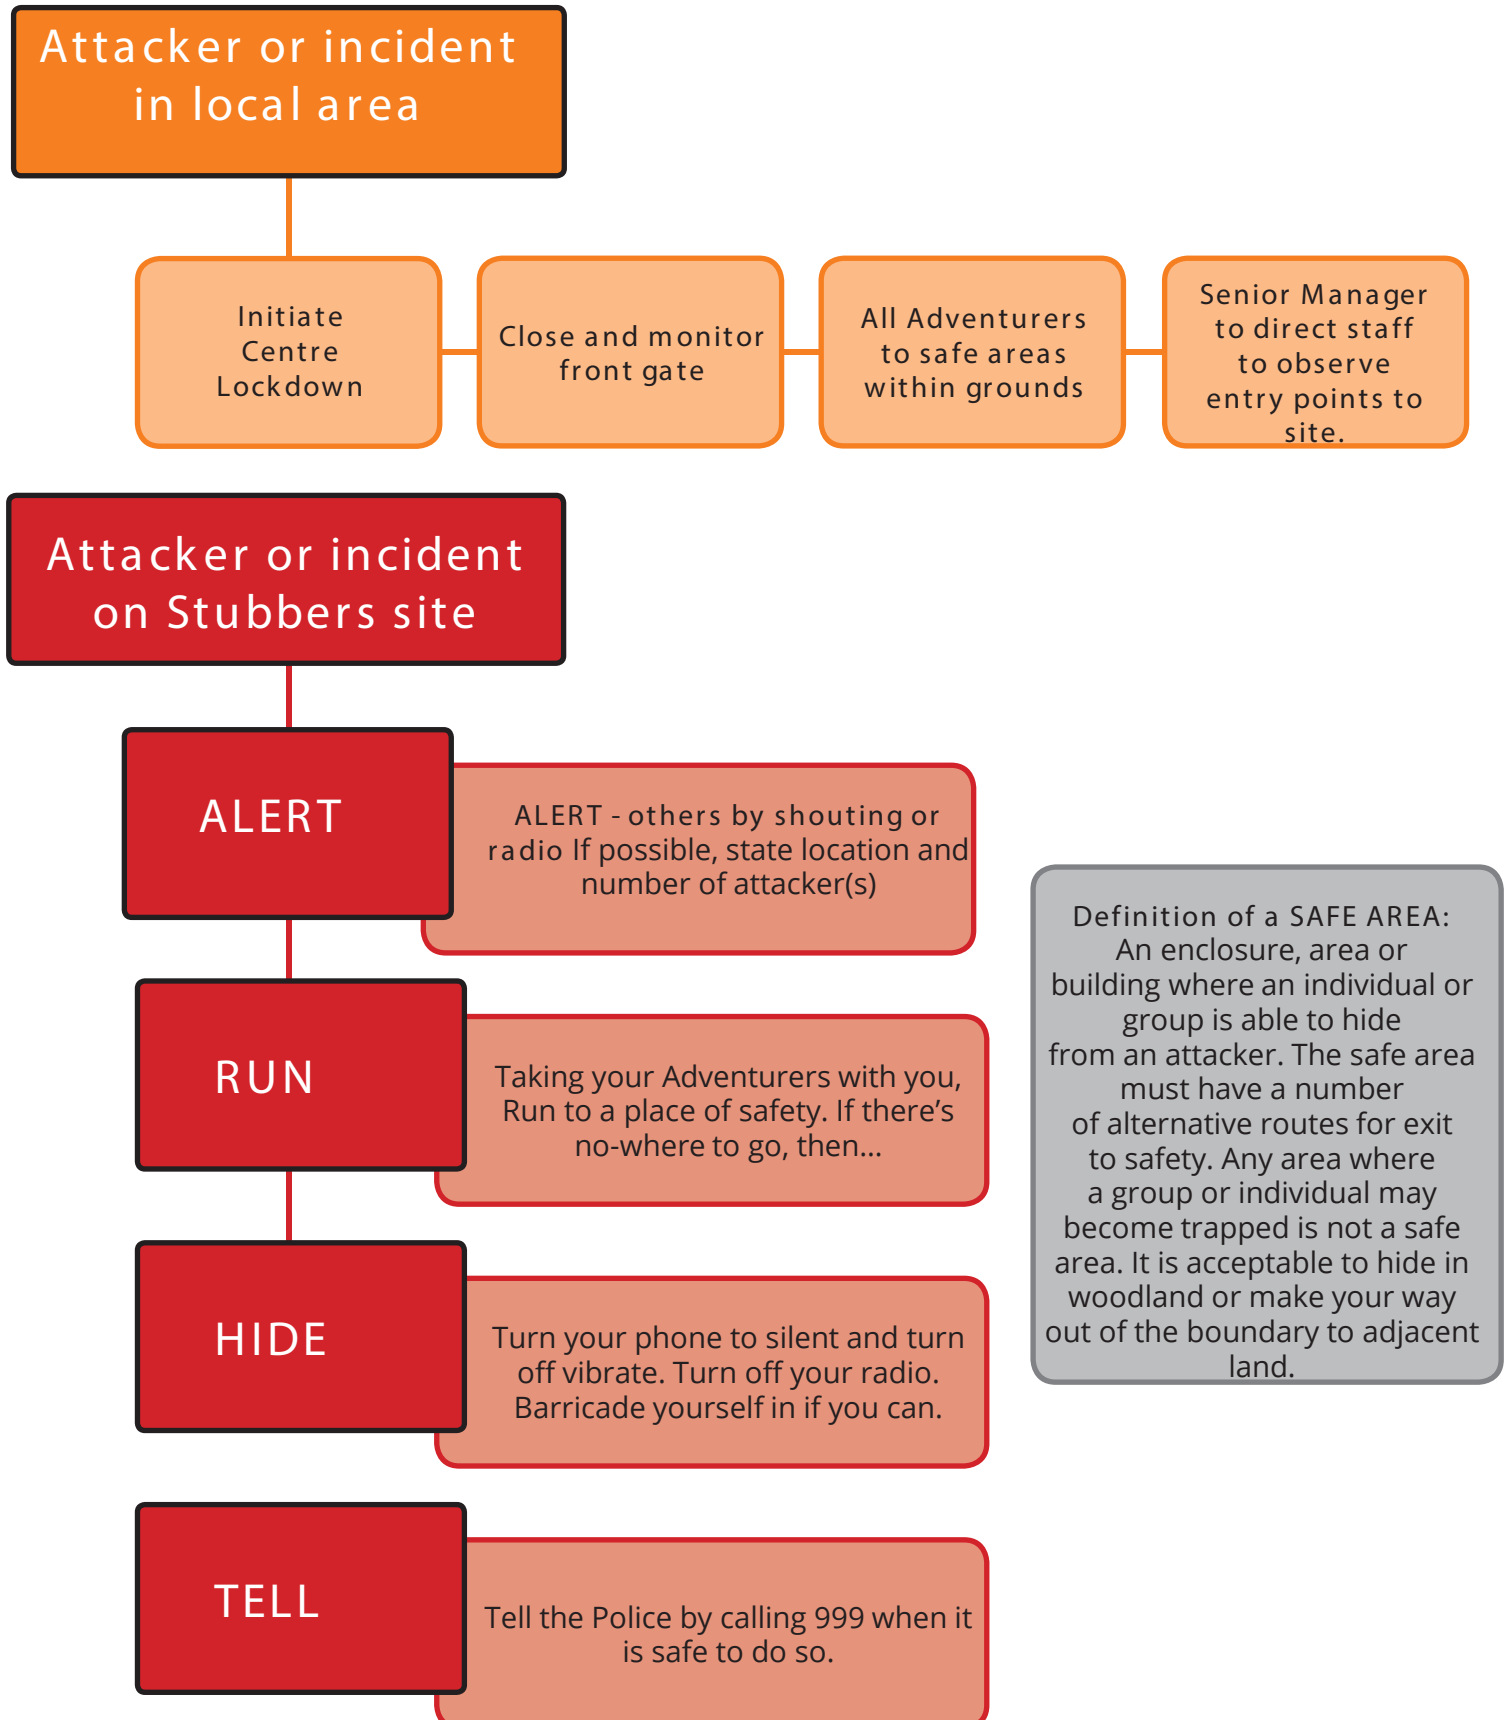 Attacker or incident
in local area
Initiate
Centre
Lockdown
Close and monitor
front gate
All Adventurers
to safe areas
within grounds
Senior Manager
to direct staff
to observe
entry points to
site.
Attacker or incident
on Stubbers site
ALERT
ALERT - others by shouting or
radio If possible, state location and
number of attacker(s)
RUN
Taking your Adventurers with you,
Run to a place of safety. If there’s
no-where to go, then...
HIDE
Turn your phone to silent and turn
off vibrate. Turn off your radio.
Barricade yourself in if you can.
TELL
Tell the Police by calling 999 when it
is safe to do so.
Definition of a SAFE AREA:
An enclosure, area or
building where an individual or
group is able to hide
from an attacker. The safe area
must have a number
of alternative routes for exit
to safety. Any area where
a group or individual may
become trapped is not a safe
area. It is acceptable to hide in
woodland or make your way
out of the boundary to adjacent
land.